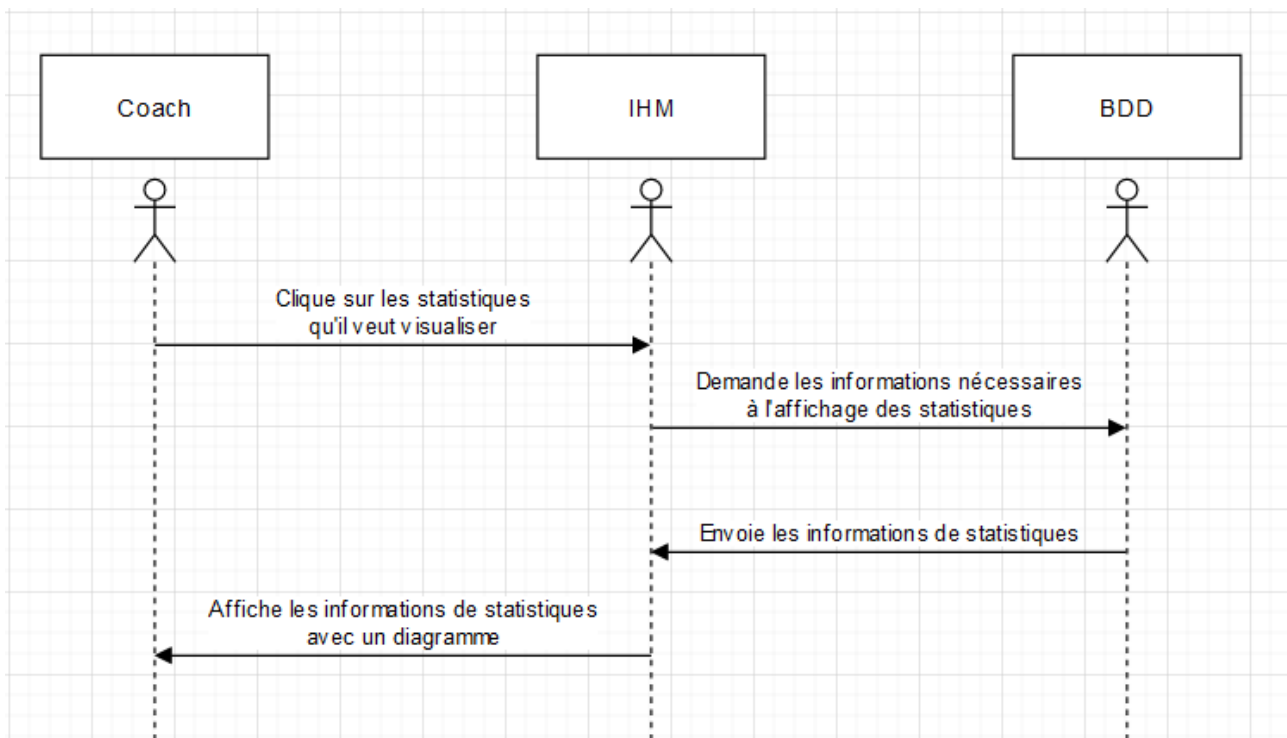 Coach
IHM
BDD
Clique sur les statistiques
qu'il veut visualiser
Demande les informations nécessaires
à l'affichage des statistiques
Envoie les informations de statistiques
Affiche les informations de statistiques
avec un diagramme